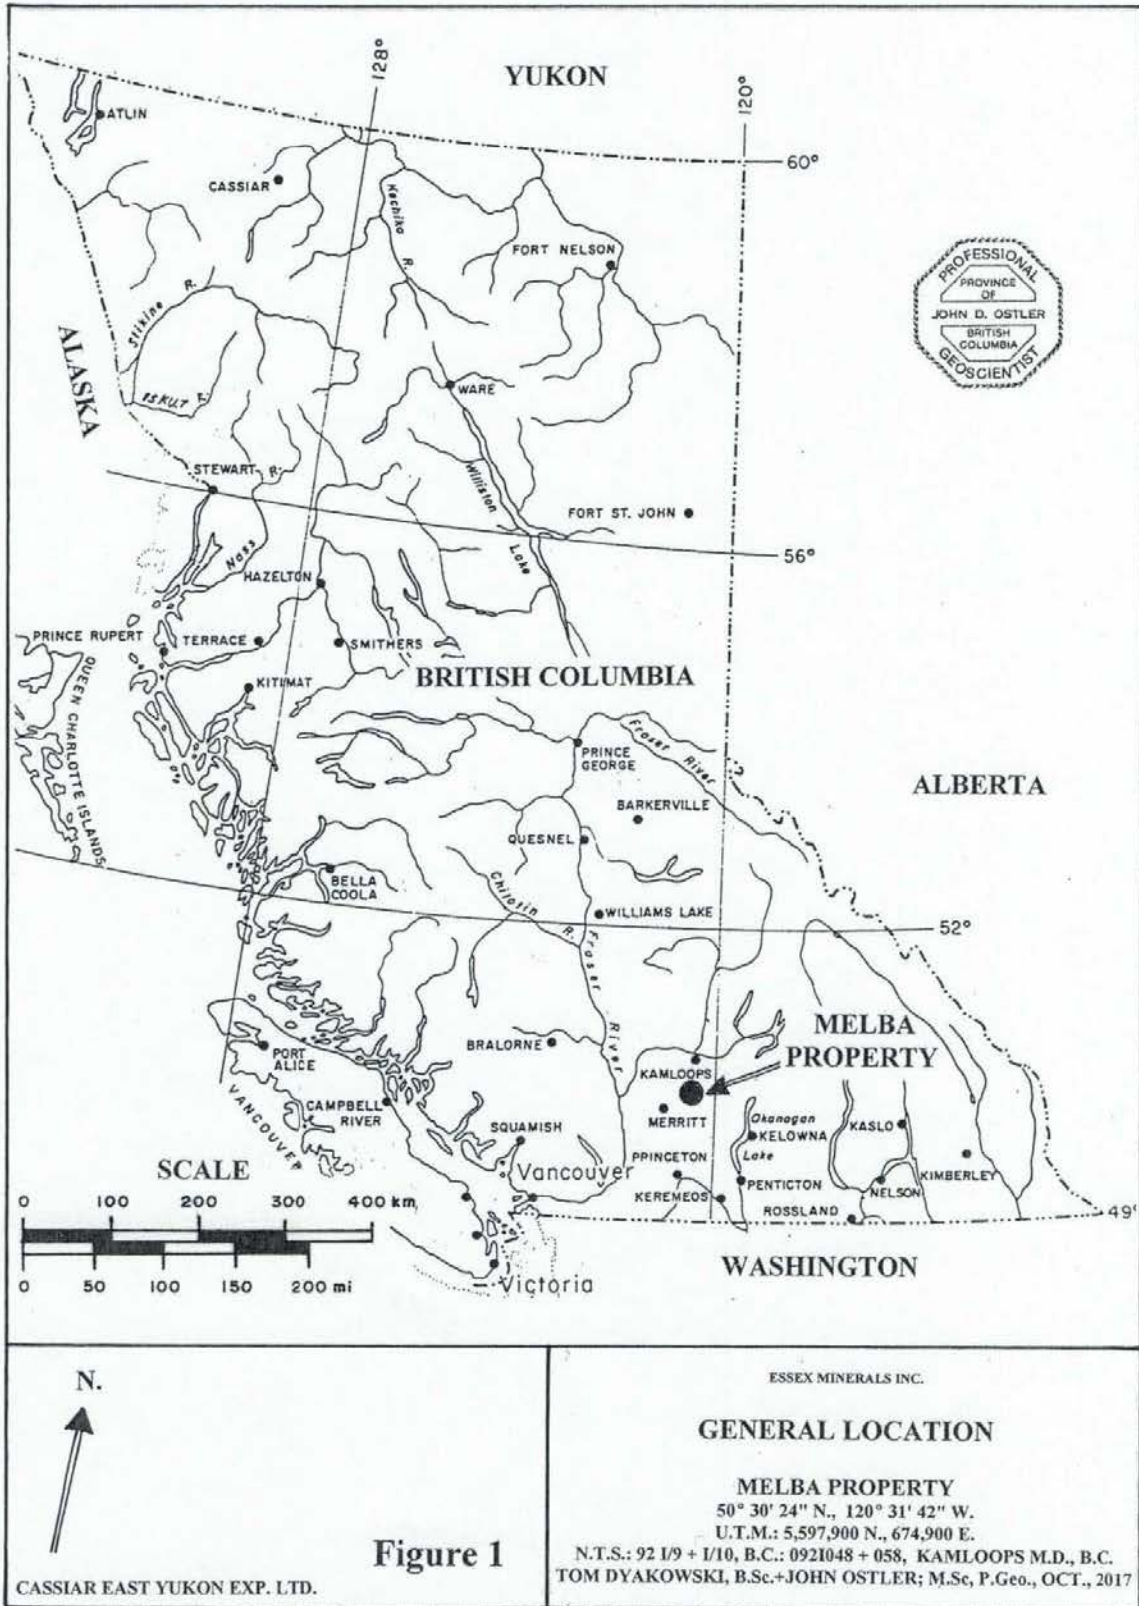 YUKON
128°
120°
60°
ATLIN
CASSIAR
Kechika R.
FORT NELSON
PROFESSIONAL
PROVINCE
OF
JOHN D. OSTLER
BRITISH
COLUMBIA
GEOSCIENTIST
Stikine R.
ALASKA
ISKUT R.
WARE
STEWART
Nass R.
Williston Lake
FORT ST. JOHN
56°
HAZELTON
PRINCE RUPERT
TERRACE
SMITHERS
KITIMAT
BRITISH COLUMBIA
QUEEN CHARLOTTE ISLANDS
PRINCE
GEORGE
Fraser River
ALBERTA
BARKERVILLE
QUESNEL
BELLA
COOLA
Chilcotin R.
WILLIAMS LAKE
52°
Fraser River
MELBA
PROPERTY
BRALORNE
PORT
ALICE
KAMLOOPS
VANCOUVER
CAMPBELL
RIVER
MERRITT
Okanagan
Lake
KELOWNA
KASLO
SQUAMISH
SCALE
Vancouver
PPRINCETON
KIMBERLEY
KEREMEOS
PENTICTON
NELSON
ROSSLAND
49°
0 100 200 300 400 km
0 50 100 150 200 mi
Victoria
WASHINGTON
N.
Figure 1
CASSIAR EAST YUKON EXP. LTD.
ESSEX MINERALS INC.
GENERAL LOCATION
MELBA PROPERTY
50° 30' 24" N., 120° 31' 42" W.
U.T.M.: 5,597,900 N., 674,900 E.
N.T.S.: 92 I/9 + I/10, B.C.: 092I048 + 058, KAMLOOPS M.D., B.C.
TOM DYAKOWSKI, B.Sc.+JOHN OSTLER; M.Sc, P.Geo., OCT., 2017